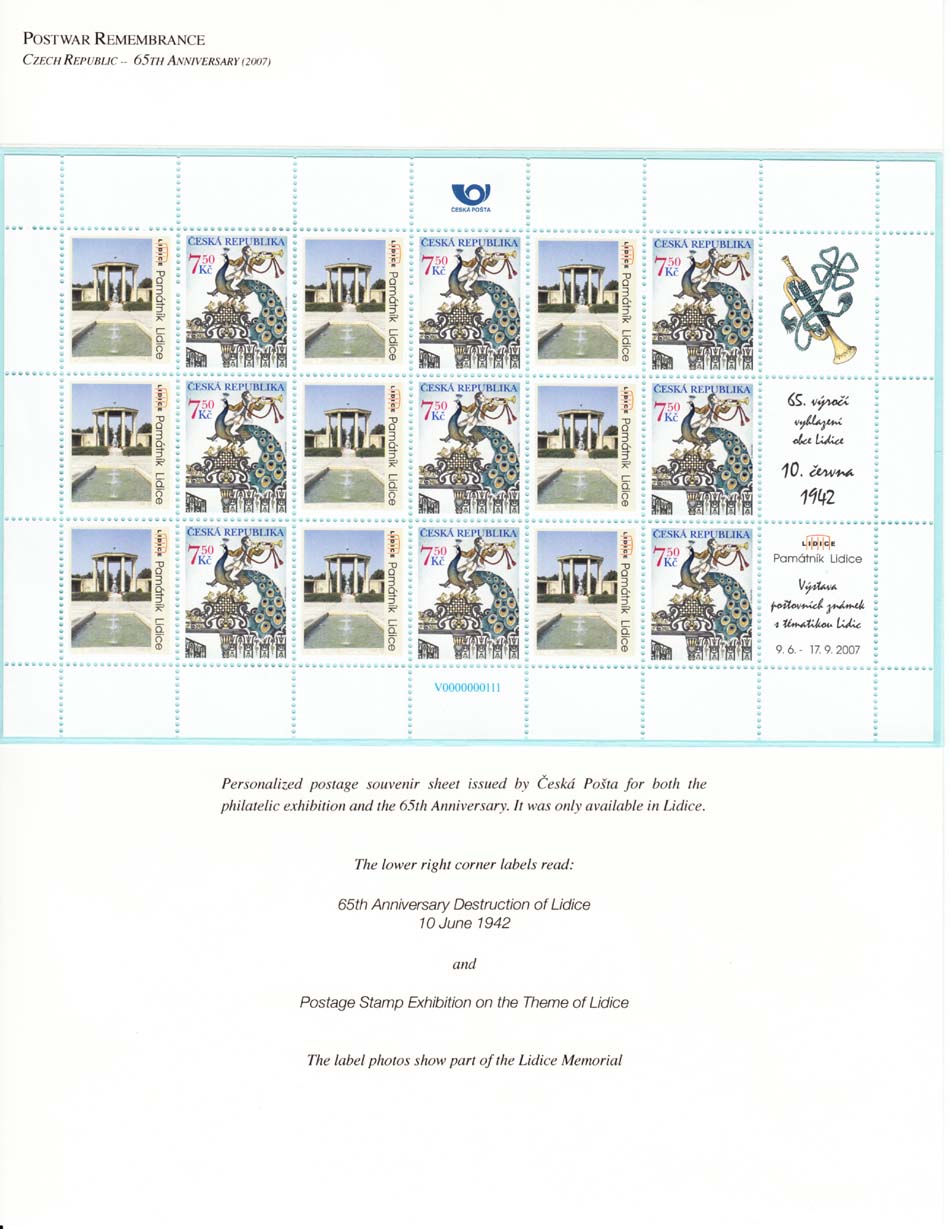 POSTWAR REMEMBRANCE
CZECH REPUBLIC -- 65TH ANNIVERSARY (2007)
ČESKÁ POŠTA
LIDICE Památník Lidice
ČESKÁ REPUBLIKA
7 50 Kč
LIDICE Památník Lidice
ČESKÁ REPUBLIKA
7 50 Kč
LIDICE Památník Lidice
ČESKÁ REPUBLIKA
7 50 Kč
LIDICE Památník Lidice
ČESKÁ REPUBLIKA
7 50 Kč
LIDICE Památník Lidice
ČESKÁ REPUBLIKA
7 50 Kč
LIDICE Památník Lidice
ČESKÁ REPUBLIKA
7 50 Kč
65. výročí
vyhlazení
obce Lidice
10. června
1942
LIDICE Památník Lidice
ČESKÁ REPUBLIKA
7 50 Kč
LIDICE Památník Lidice
ČESKÁ REPUBLIKA
7 50 Kč
LIDICE Památník Lidice
ČESKÁ REPUBLIKA
7 50 Kč
LIDICE
Památník Lidice
Výstava
poštovních známek
s tématikou Lidic
9. 6. - 17. 9. 2007
V0000000111
Personalized postage souvenir sheet issued by Česká Pošta for both the
philatelic exhibition and the 65th Anniversary. It was only available in Lidice.
The lower right corner labels read:
65th Anniversary Destruction of Lidice
10 June 1942
and
Postage Stamp Exhibition on the Theme of Lidice
The label photos show part of the Lidice Memorial